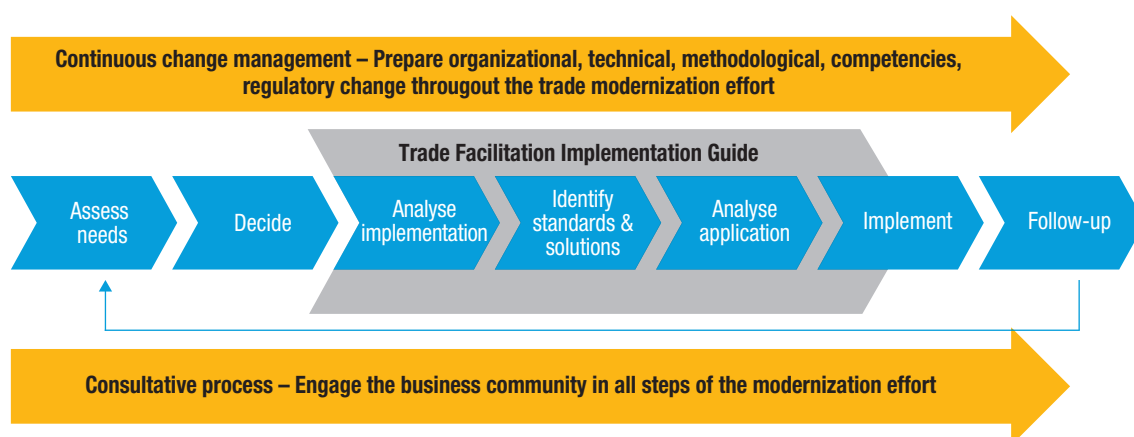 Continuous change management – Prepare organizational, technical, methodological, competencies,
regulatory change througout the trade modernization effort
Trade Facilitation Implementation Guide
Assess
needs
Decide
Analyse
implementation
Identify
standards &
solutions
Analyse
application
Implement
Follow-up
Consultative process – Engage the business community in all steps of the modernization effort